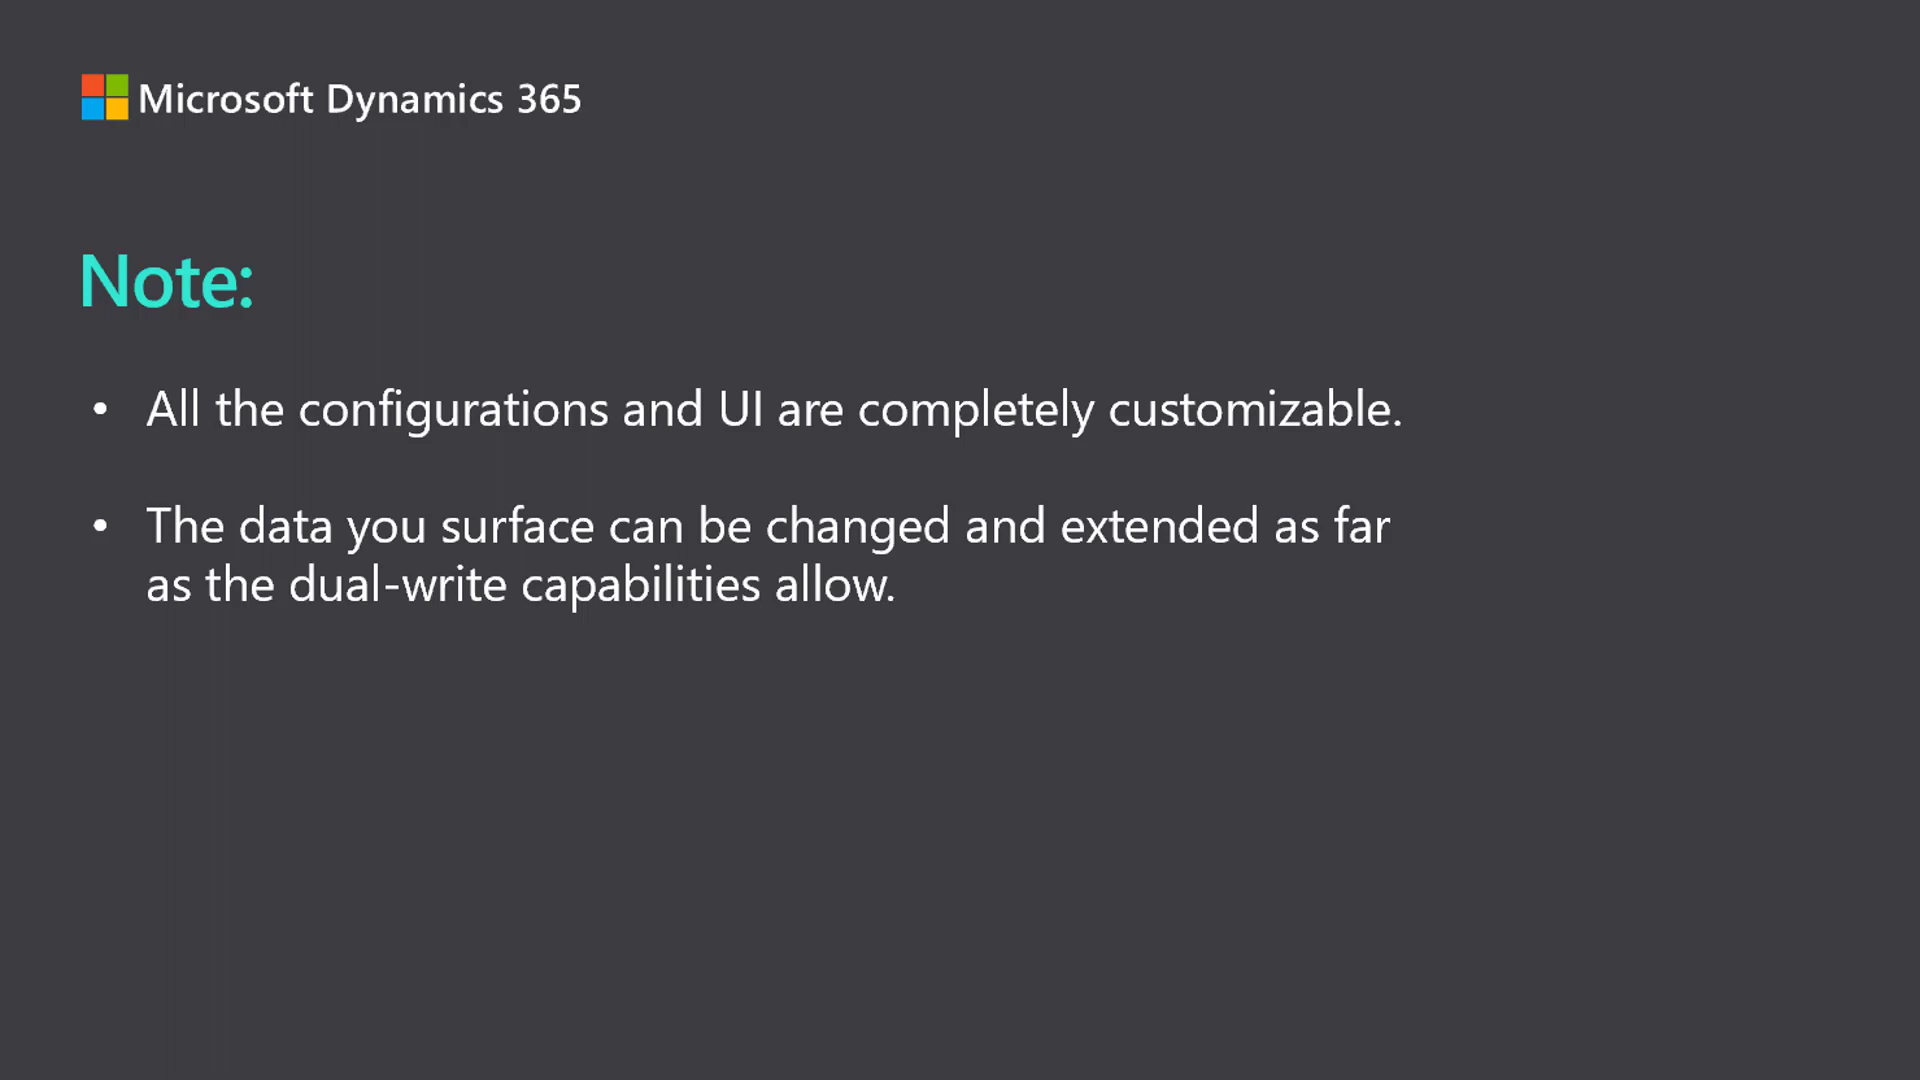 Microsoft Dynamics 365
Note:
• All the configurations and UI are completely customizable.
• The data you surface can be changed and extended as far
as the dual-write capabilities allow.